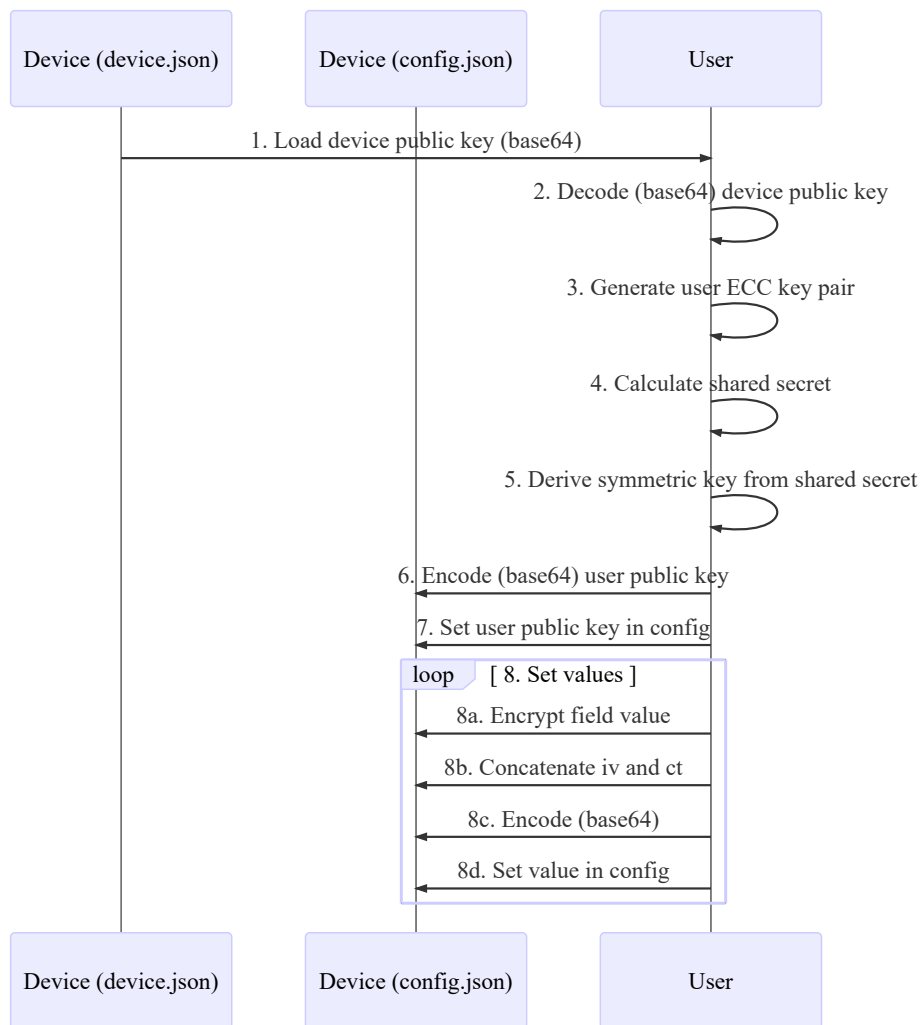 Device (device.json)
Device (config.json)
User
1. Load device public key (base64)
2. Decode (base64) device public key
3. Generate user ECC key pair
4. Calculate shared secret
5. Derive symmetric key from shared secret
6. Encode (base64) user public key
7. Set user public key in config
loop [ 8. Set values ]
8a. Encrypt field value
8b. Concatenate iv and ct
8c. Encode (base64)
8d. Set value in config
Device (device.json)
Device (config.json)
User